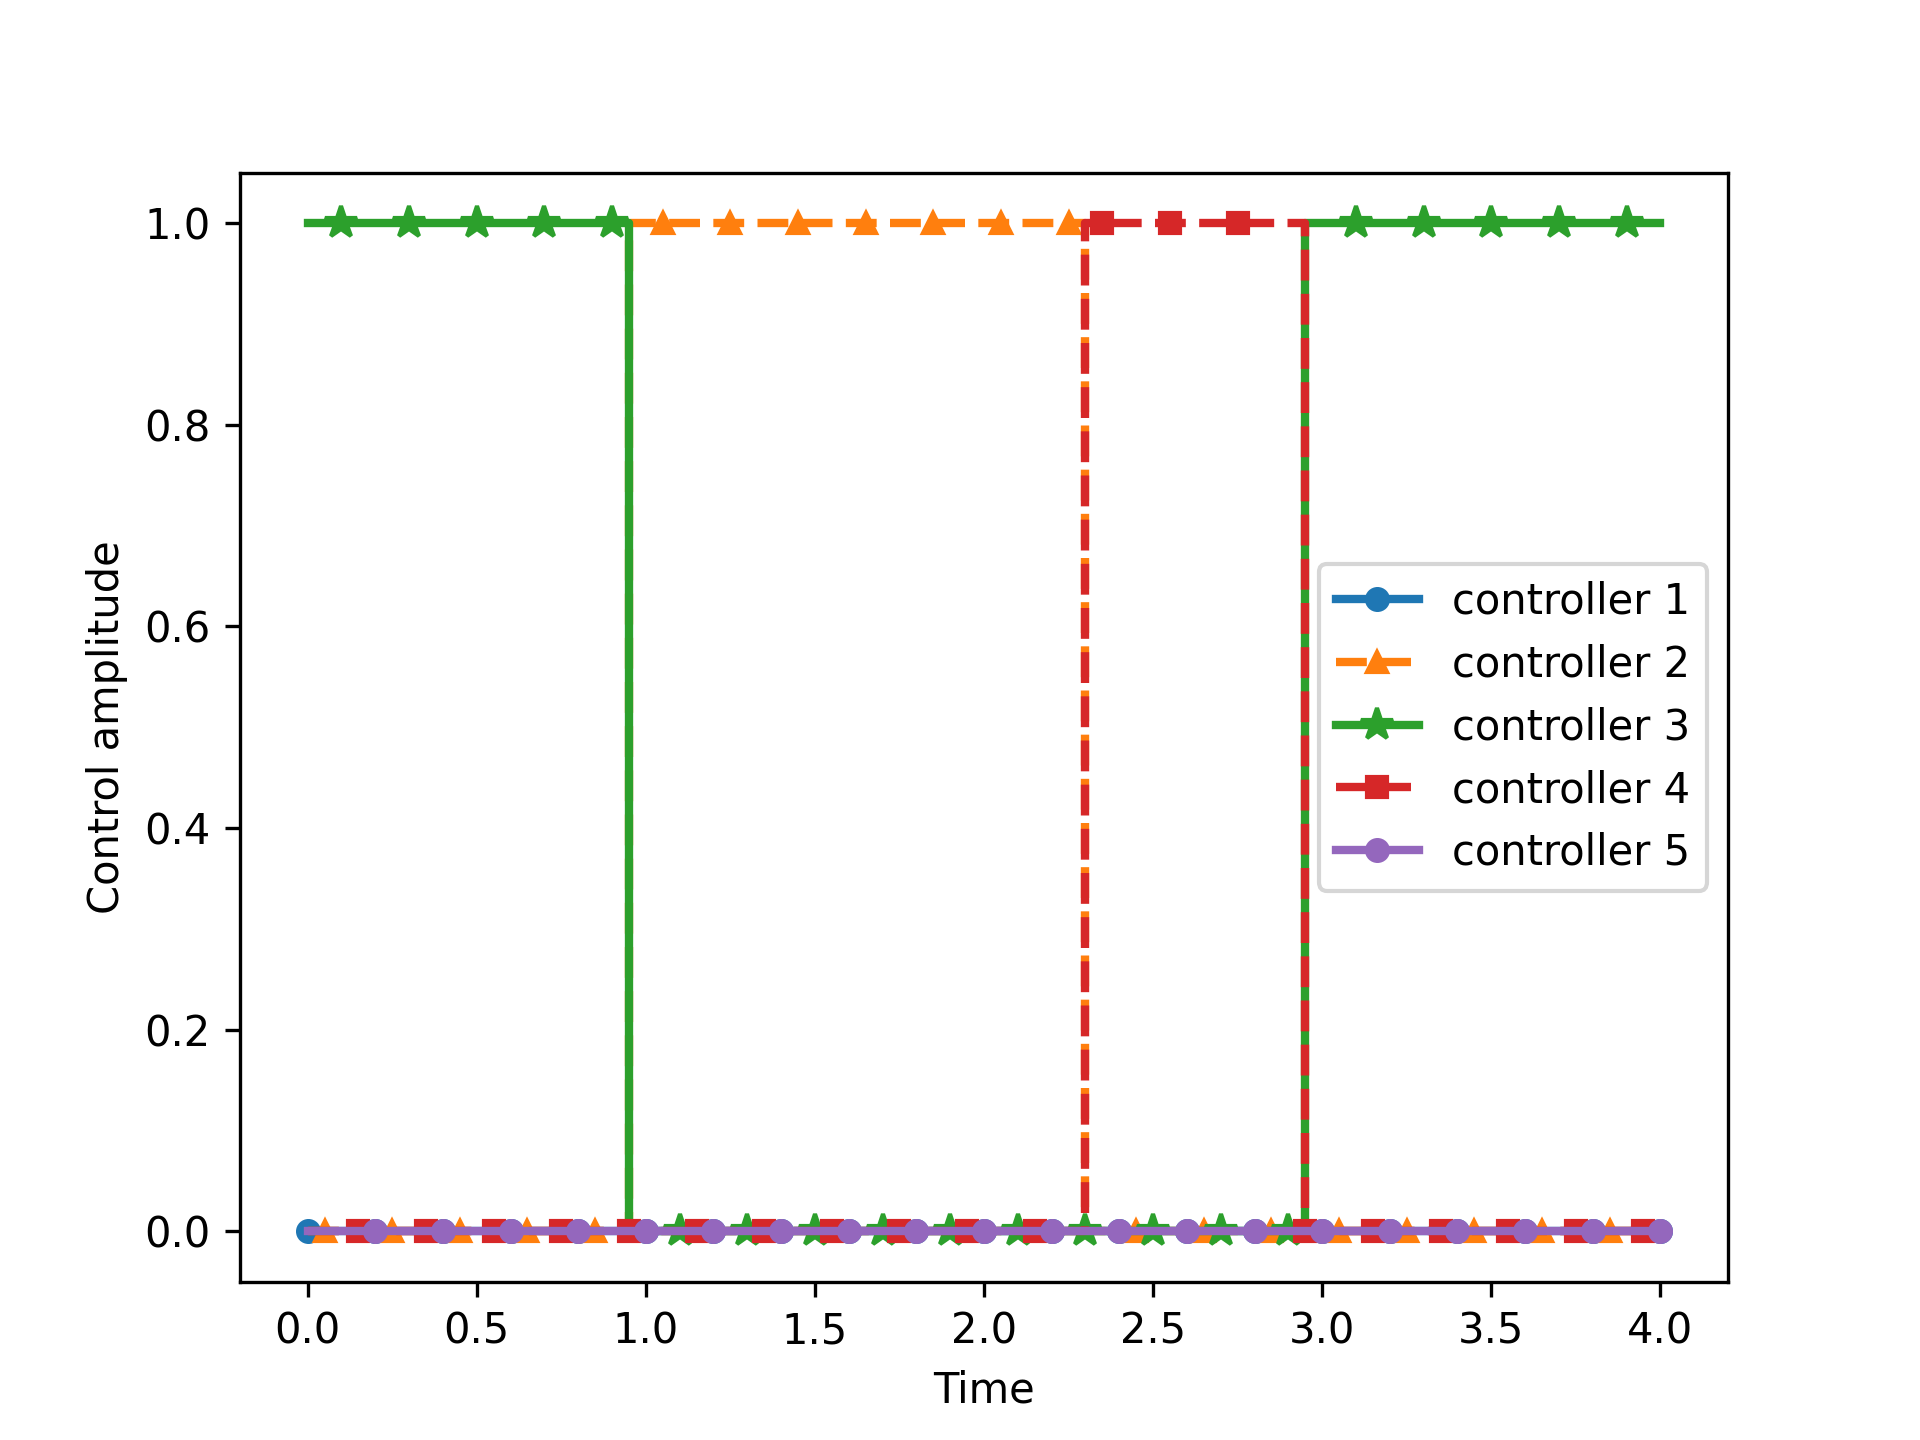 1.0
0.8
0.6
0.4
0.2
0.0
Control amplitude
controller 1
controller 2
controller 3
controller 4
controller 5
0.0 0.5 1.0 1.5 2.0 2.5 3.0 3.5 4.0
Time